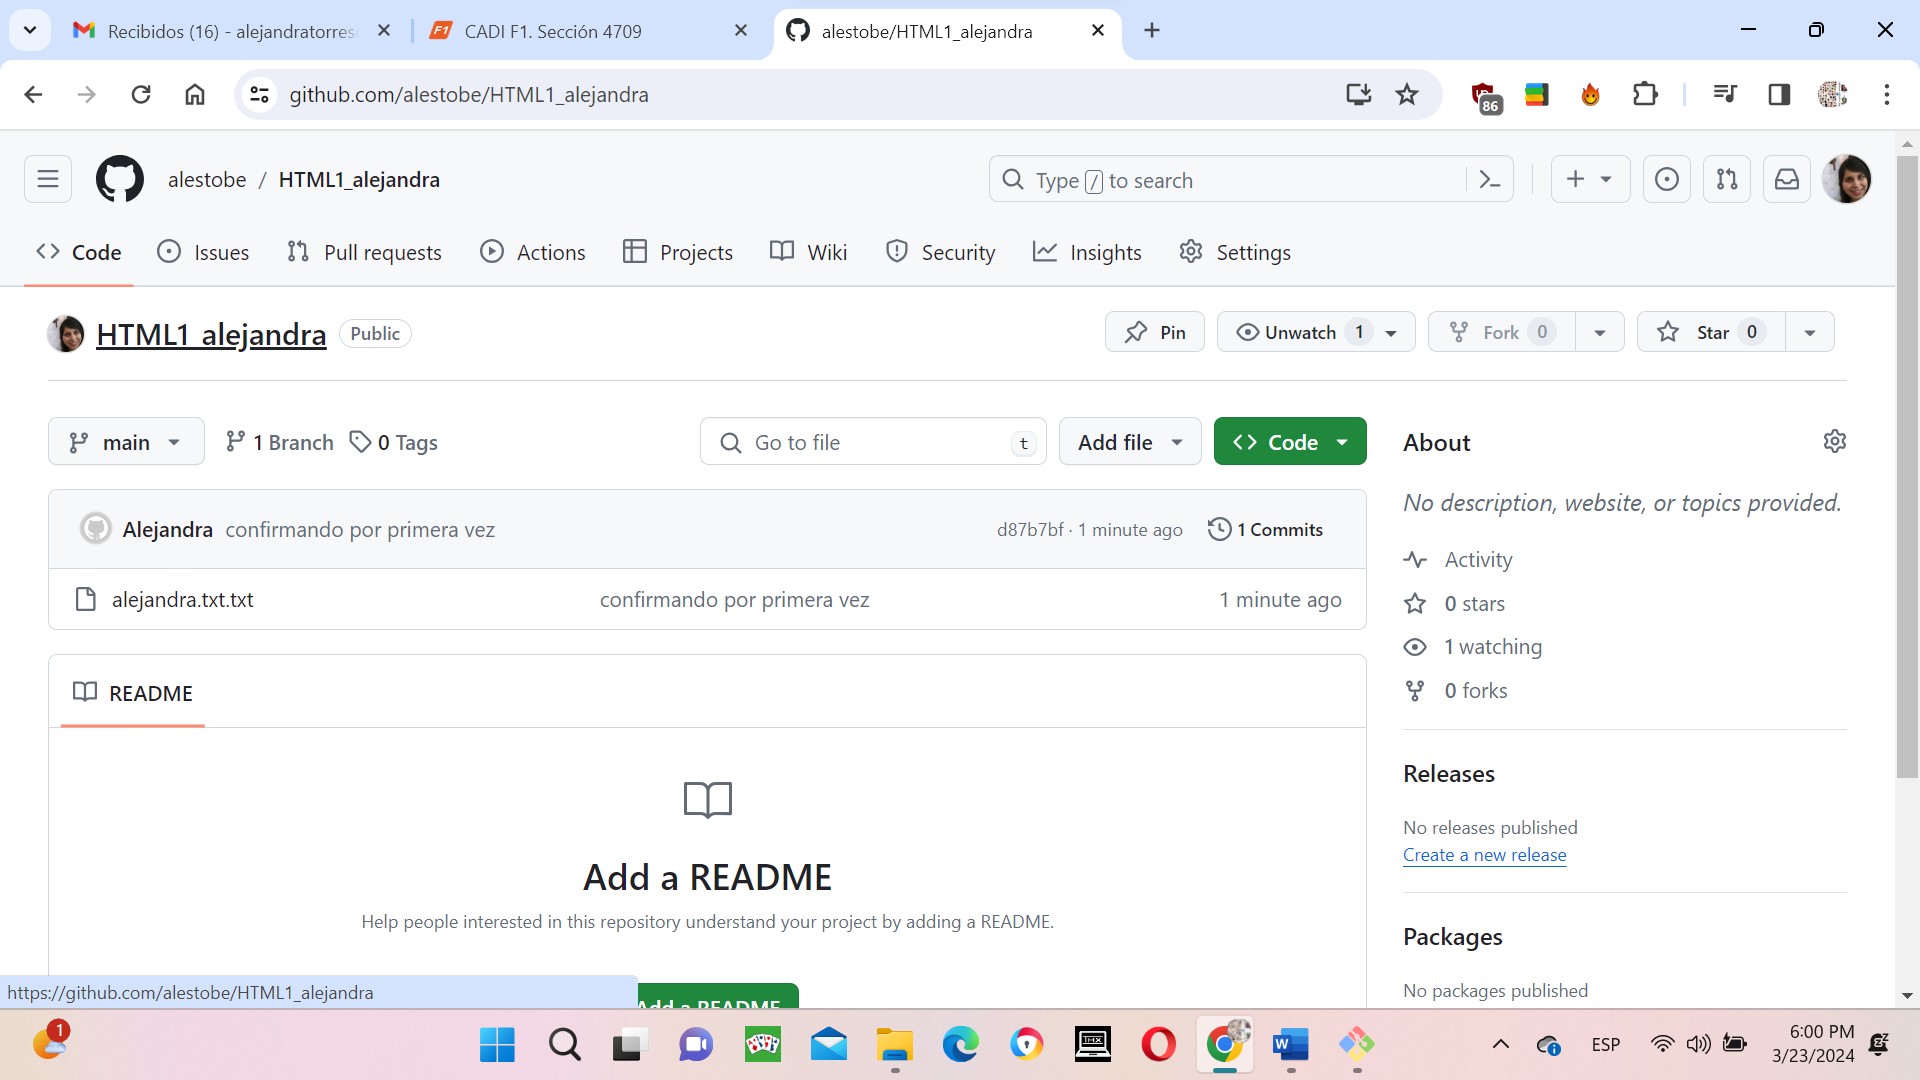 Recibidos (16) - alejandratorres
CADI F1. Sección 4709
alestobe/HTML1_alejandra
github.com/alestobe/HTML1_alejandra
86
alestobe / HTML1_alejandra
Type / to search
Code
Issues
Pull requests
Actions
Projects
Wiki
Security
Insights
Settings
HTML1_alejandra
Public
Pin
Unwatch 1
Fork 0
Star 0
main
1 Branch
0 Tags
Go to file
t
Add file
Code
About
No description, website, or topics provided.
Alejandra confirmando por primera vez
d87b7bf · 1 minute ago
1 Commits
alejandra.txt.txt
confirmando por primera vez
1 minute ago
Activity
0 stars
1 watching
0 forks
README
Releases
No releases published
Create a new release
Add a README
Help people interested in this repository understand your project by adding a README.
Packages
No packages published
Add a README
https://github.com/alestobe/HTML1_alejandra
1
THX
ESP
6:00 PM
3/23/2024